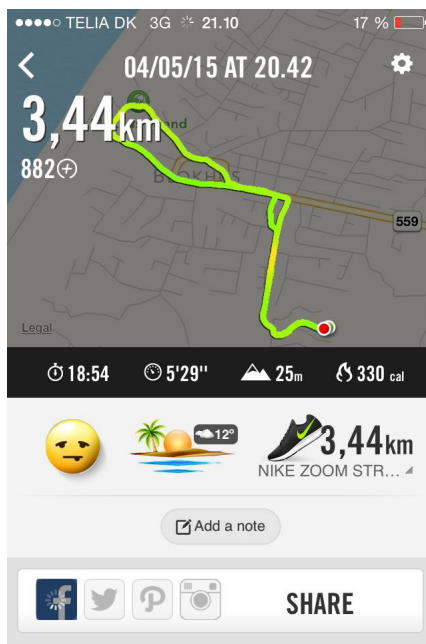 TELIA DK 3G 21.10 17 %
04/05/15 AT 20.42
3,44km
882
BLOKHUS
559
Legal
18:54 5'29" 25m 330 cal
12°
3,44km
NIKE ZOOM STR...
Add a note
SHARE